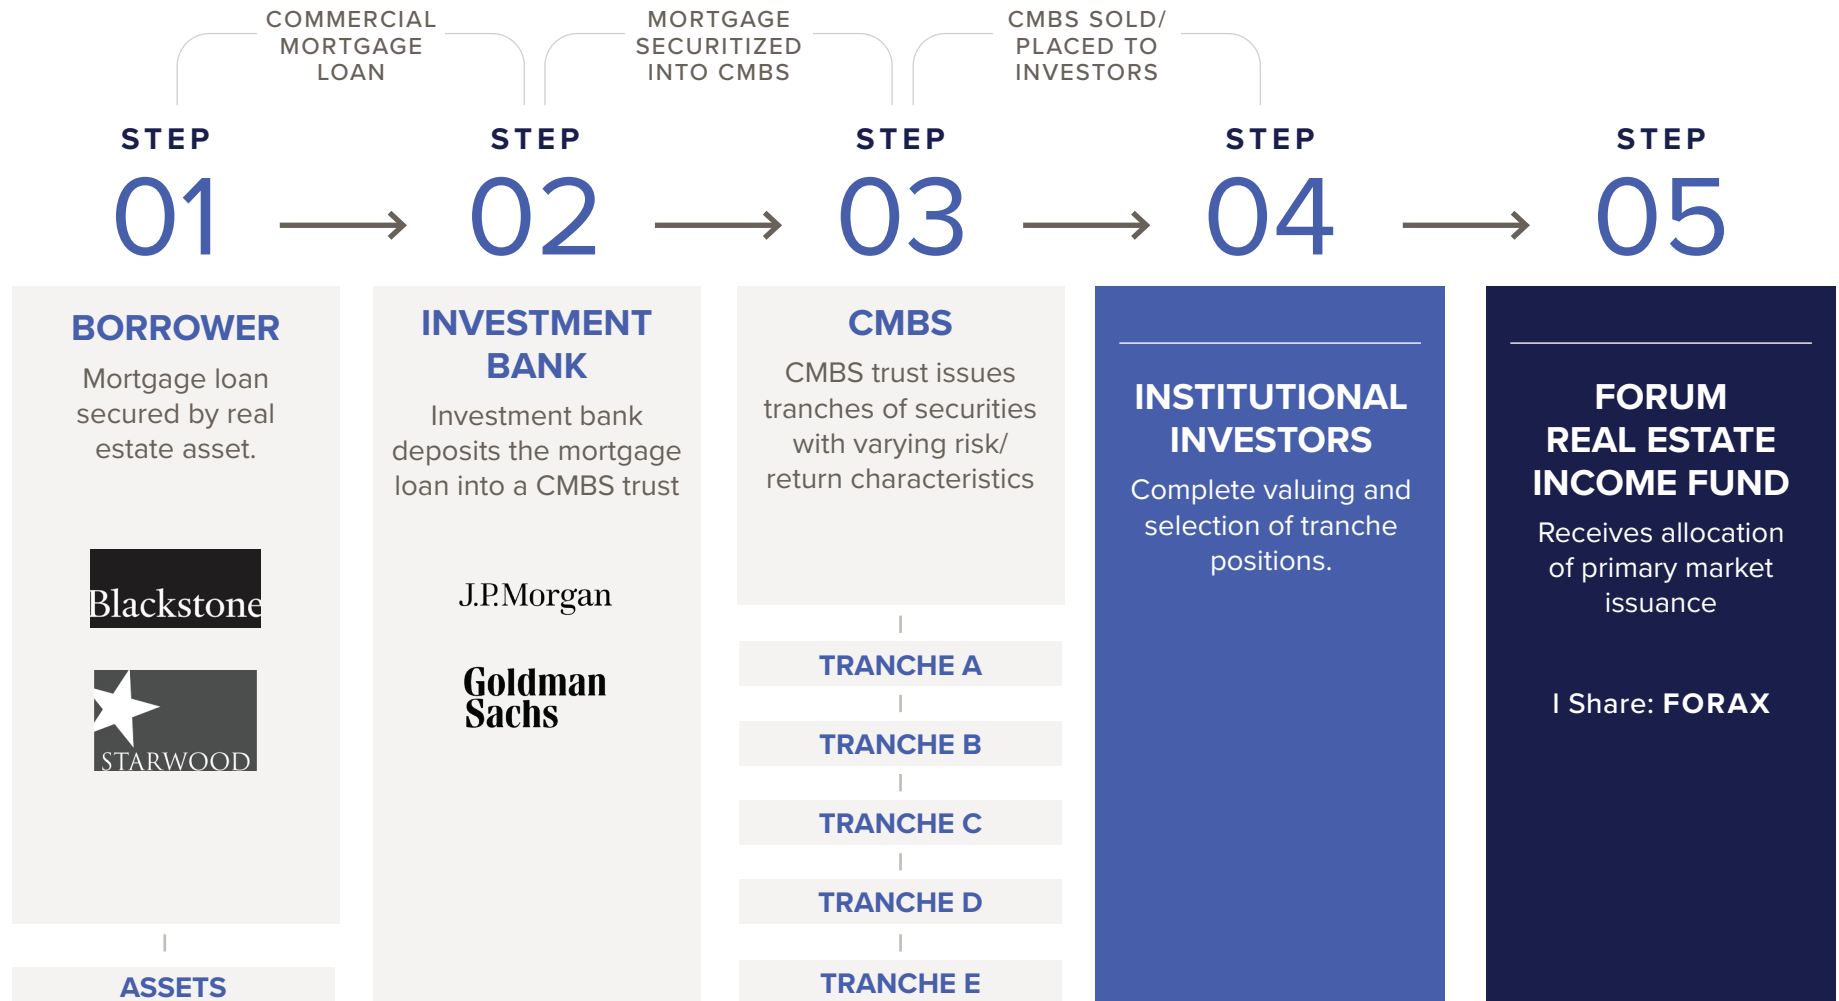 COMMERCIAL
MORTGAGE
LOAN
MORTGAGE
SECURITIZED
INTO CMBS
CMBS SOLD/
PLACED TO
INVESTORS
STEP
01
STEP
02
STEP
03
STEP
04
STEP
05
BORROWER
Mortgage loan
secured by real
estate asset.
Blackstone
STARWOOD
ASSETS
INVESTMENT
BANK
Investment bank
deposits the mortgage
loan into a CMBS trust
J.P.Morgan
Goldman
Sachs
CMBS
CMBS trust issues
tranches of securities
with varying risk/
return characteristics
TRANCHE A
TRANCHE B
TRANCHE C
TRANCHE D
TRANCHE E
INSTITUTIONAL
INVESTORS
Complete valuing and
selection of tranche
positions.
FORUM
REAL ESTATE
INCOME FUND
Receives allocation
of primary market
issuance
I Share: FORAX